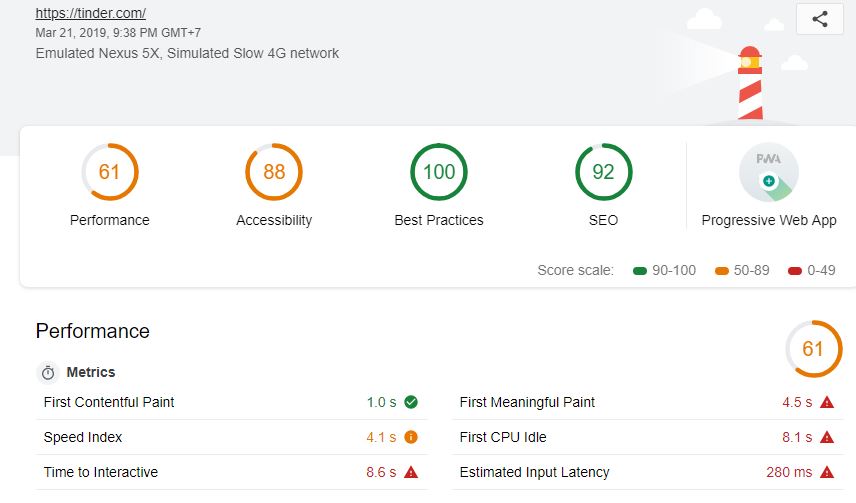 https://tinder.com/
Mar 21, 2019, 9:38 PM GMT+7
Emulated Nexus 5X, Simulated Slow 4G network
61 88 100 92 PWA
Performance Accessibility Best Practices SEO Progressive Web App
Score scale: 90-100 50-89 0-49
Performance 61
Metrics
First Contentful Paint 1.0 s First Meaningful Paint 4.5 s
Speed Index 4.1 s First CPU Idle 8.1 s
Time to Interactive 8.6 s Estimated Input Latency 280 ms